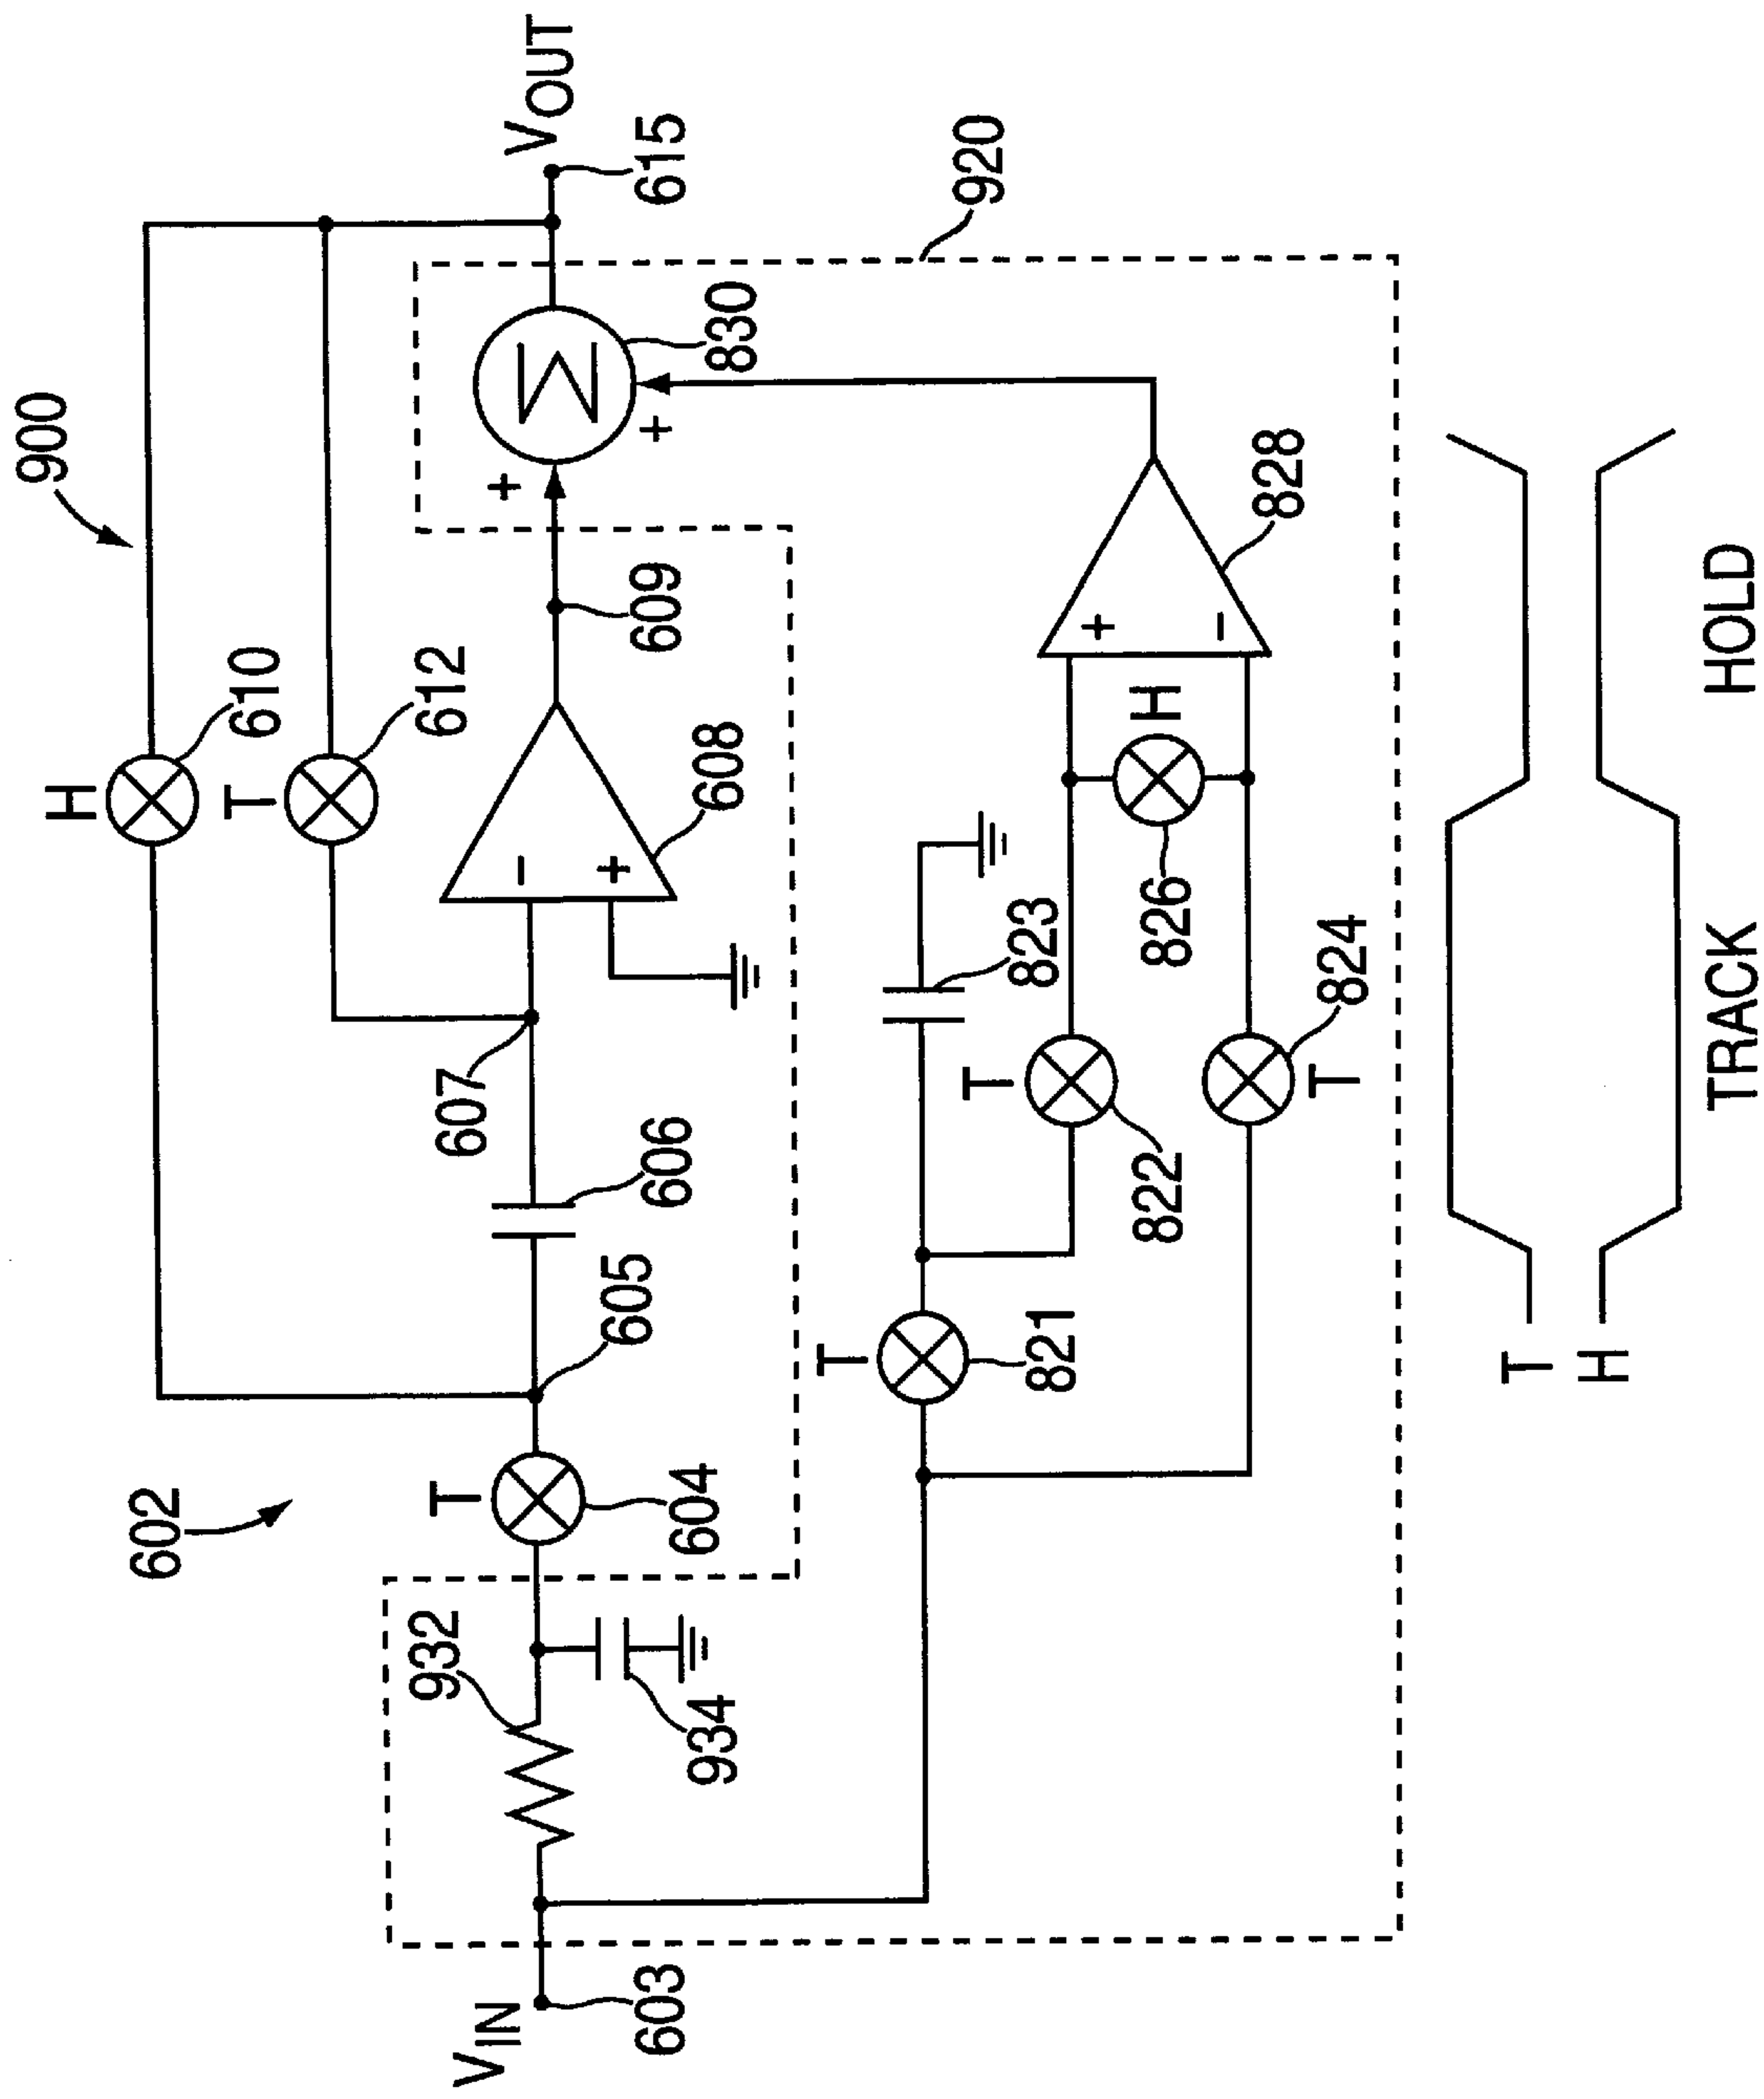 900
H
610
T
612
602
V_OUT
615
T
604
605
606
607
−
+
608
609
+
+
Σ
830
932
934
V_IN
603
920
T
821
823
T
822
H
826
T
824
+
−
828
T
H
TRACK
HOLD